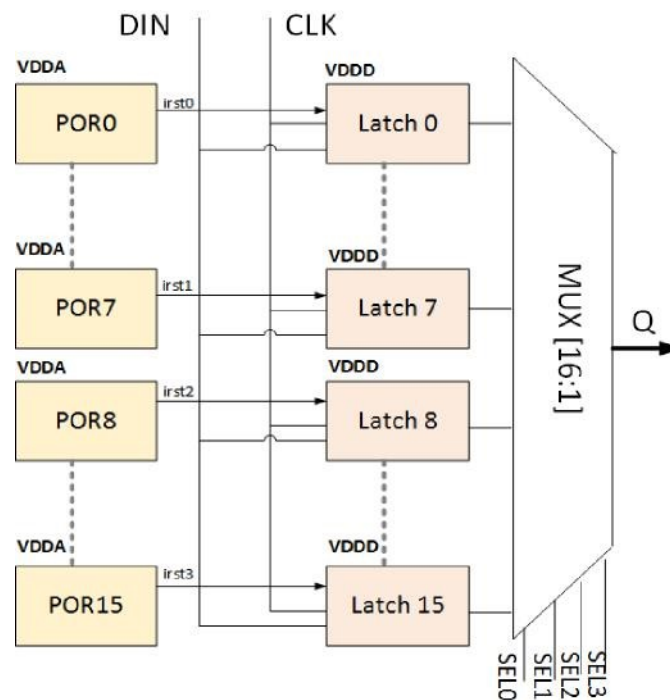 DIN
CLK
VDDA
POR0
irst0
VDDD
Latch 0
VDDA
POR7
irst1
VDDD
Latch 7
VDDA
POR8
irst2
VDDD
Latch 8
VDDA
POR15
irst3
VDDD
Latch 15
MUX [16:1]
Q
SEL0
SEL1
SEL2
SEL3